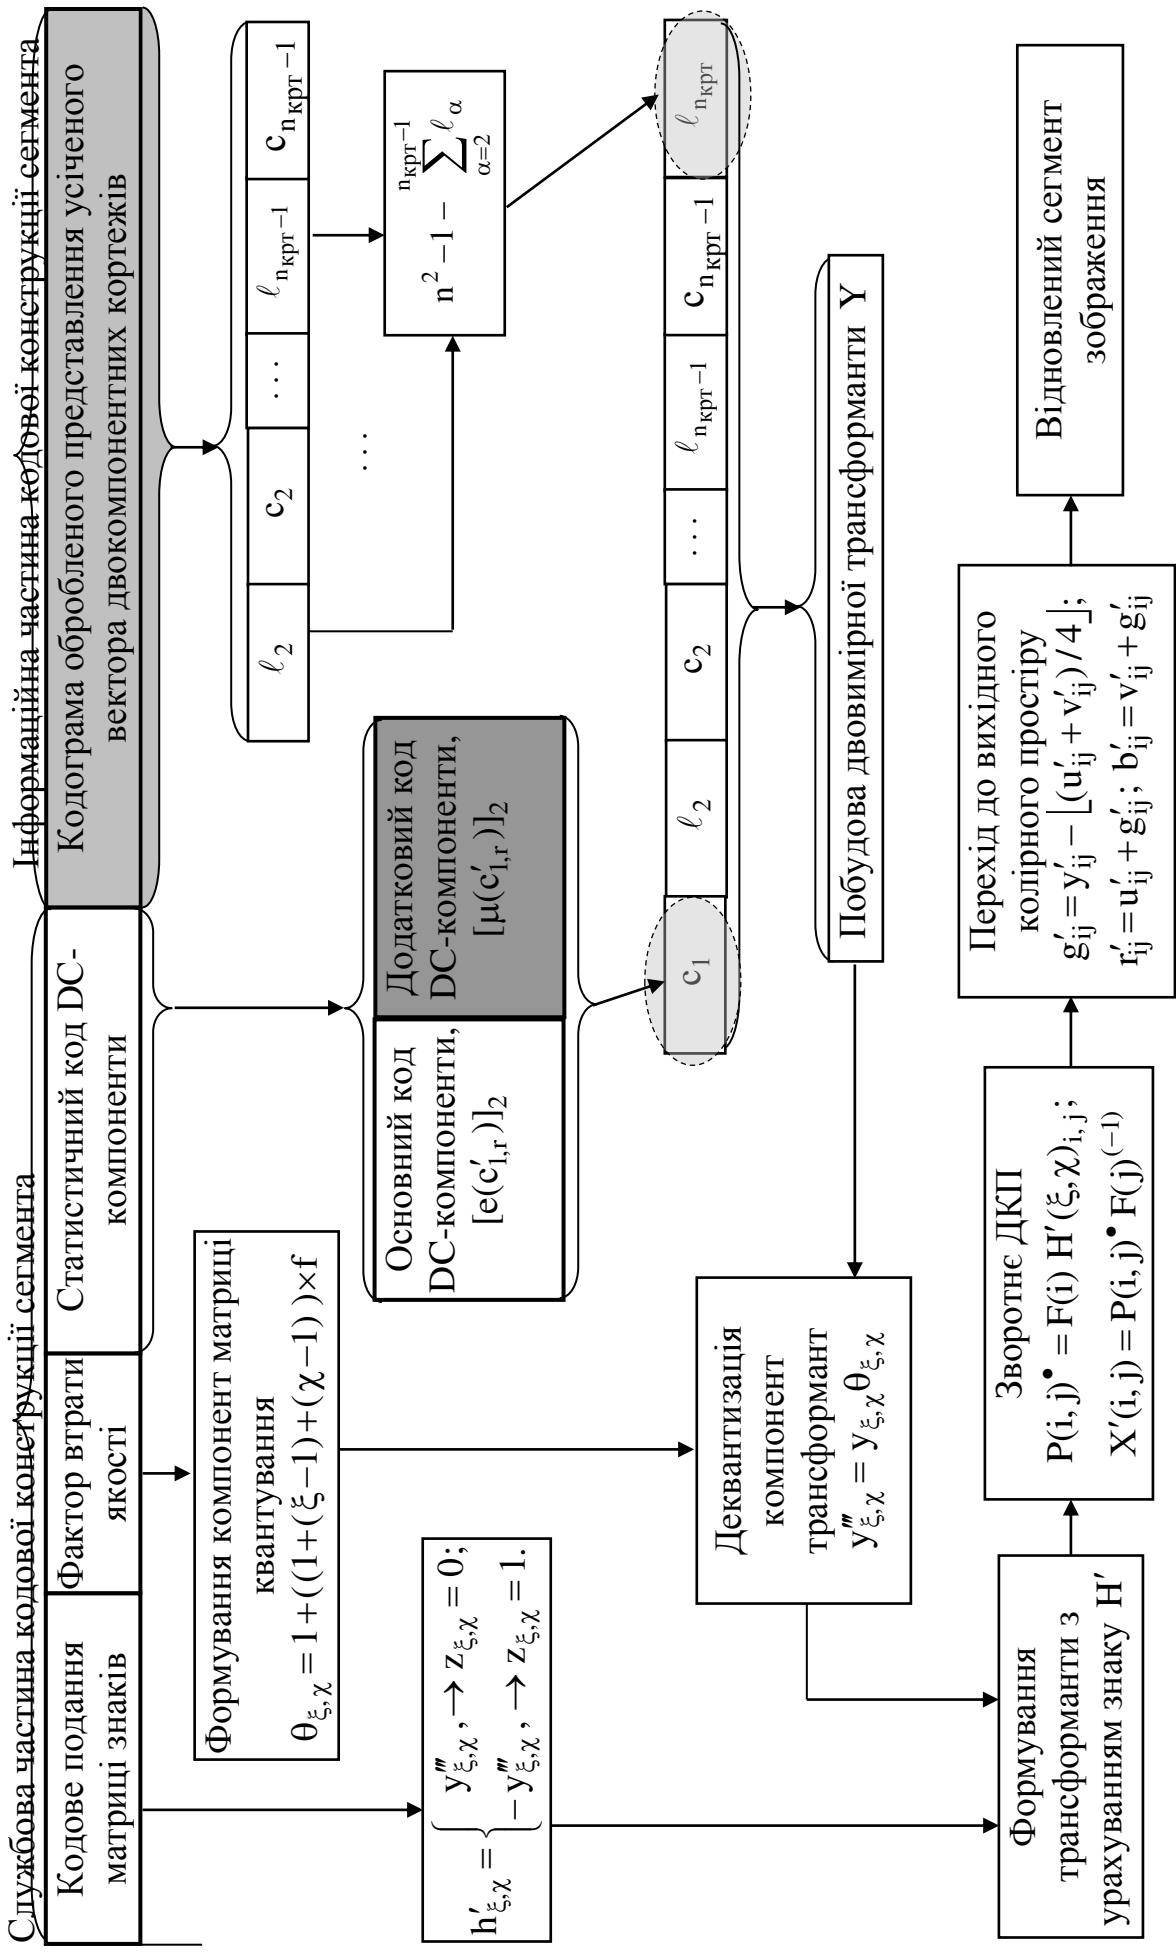 Службова частина кодової конструкції сегмента
Інформаційна частина кодової конструкції сегмента
Кодове подання
матриці знаків
Фактор втрати
якості
Статистичний код DC-
компоненти
Кодограма обробленого представлення усіченого
вектора двокомпонентних кортежів
Формування компонент матриці
квантування
θξ,χ = 1+((1+(ξ−1)+(χ−1))×f
ℓ2 c2 … ℓnкрт−1 cnкрт−1
…
n² −1− ∑ ℓα
nкрт−1
α=2
Основний код
DC-компоненти,
[e(c′1,r)]2
Додатковий код
DC-компоненти,
[μ(c′1,r)]2
h′ξ,χ = { y‴ξ,χ, → zξ,χ = 0;
− y‴ξ,χ, → zξ,χ = 1.
c1 ℓ2 c2 … ℓnкрт−1 cnкрт−1 ℓnкрт
Деквантизація
компонент
трансформант
y‴ξ,χ = yξ,χ θξ,χ
Побудова двовимірної трансформанти Y
Формування
трансформанти з
урахуванням знаку H′
Зворотнє ДКП
P(i,j)• = F(i) H′(ξ,χ)i,j;
X′(i,j) = P(i,j)• F(j)(−1)
Перехід до вихідного
колірного простіру
g′ij = y′ij − ⌊(u′ij + v′ij)/4⌋;
r′ij = u′ij + g′ij; b′ij = v′ij + g′ij
Відновлений сегмент
зображення